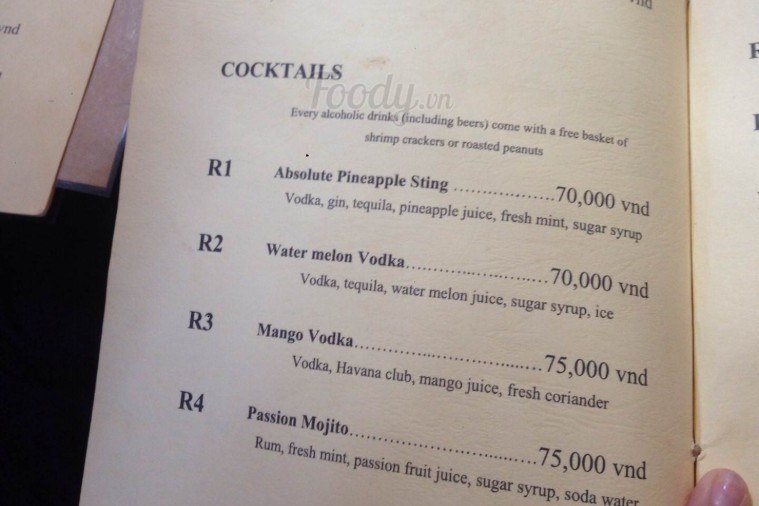 vnd
vnd
COCKTAILS
Foody.vn
Every alcoholic drinks (including beers) come with a free basket of
shrimp crackers or roasted peanuts
R1 Absolute Pineapple Sting ..................70,000 vnd
Vodka, gin, tequila, pineapple juice, fresh mint, sugar syrup
R2 Water melon Vodka.........................70,000 vnd
Vodka, tequila, water melon juice, sugar syrup, ice
R3 Mango Vodka.................................75,000 vnd
Vodka, Havana club, mango juice, fresh coriander
R4 Passion Mojito.................................75,000 vnd
Rum, fresh mint, passion fruit juice, sugar syrup, soda water